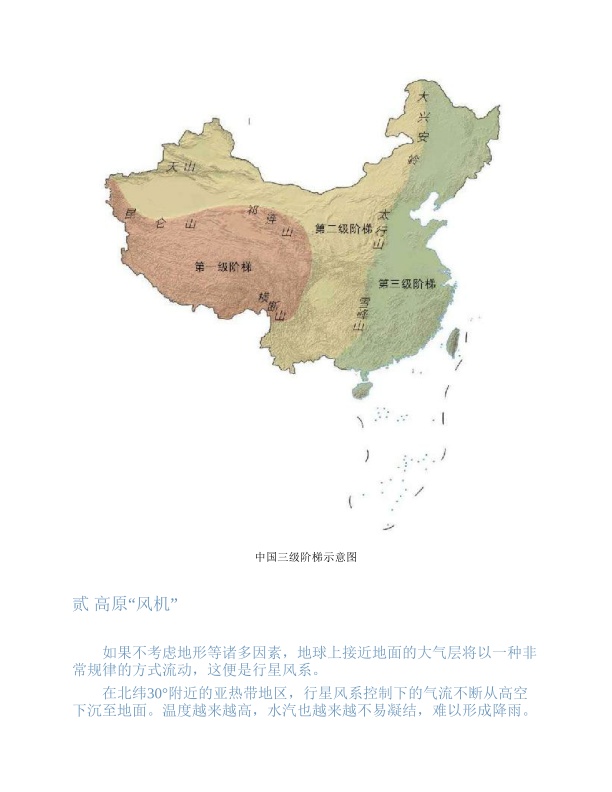 大兴安岭
天山
昆仑山
祁连山
太行山
第二级阶梯
第一级阶梯
第三级阶梯
横断山
雪峰山
中国三级阶梯示意图
贰 高原“风机”
如果不考虑地形等诸多因素，地球上接近地面的大气层将以一种非
常规律的方式流动，这便是行星风系。
在北纬30°附近的亚热带地区，行星风系控制下的气流不断从高空
下沉至地面。温度越来越高，水汽也越来越不易凝结，难以形成降雨。